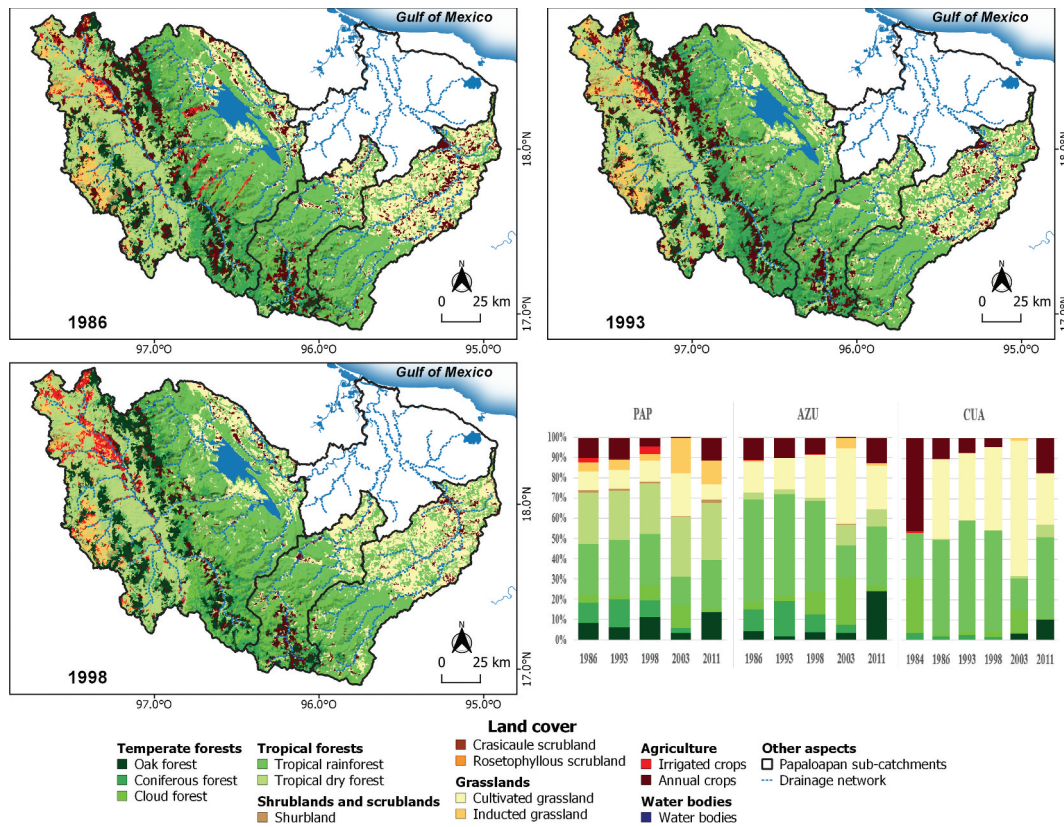 Gulf of Mexico
18.0°N
17.0°N
0 25 km
1986
97.0°O 96.0°O 95.0°O
Gulf of Mexico
18.0°N
17.0°N
0 25 km
1993
97.0°O 96.0°O 95.0°O
Gulf of Mexico
18.0°N
17.0°N
0 25 km
1998
97.0°O 96.0°O 95.0°O
PAP AZU CUA
100%
90%
80%
70%
60%
50%
40%
30%
20%
10%
0%
1986 1993 1998 2003 2011 1986 1993 1998 2003 2011 1984 1986 1993 1998 2003 2011
Land cover
Temperate forests
Oak forest
Coniferous forest
Cloud forest
Tropical forests
Tropical rainforest
Tropical dry forest
Shrublands and scrublands
Shurbland
Crasicaule scrubland
Rosetophyllous scrubland
Grasslands
Cultivated grassland
Inducted grassland
Agriculture
Irrigated crops
Annual crops
Water bodies
Water bodies
Other aspects
Papaloapan sub-catchments
Drainage network